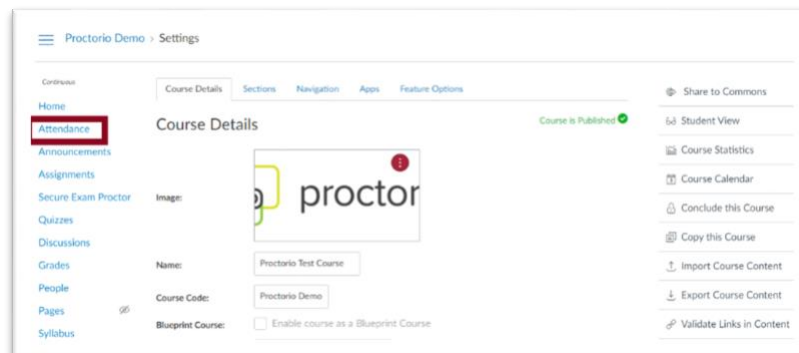 Proctorio Demo > Settings
Continuous
Home
Attendance
Announcements
Assignments
Secure Exam Proctor
Quizzes
Discussions
Grades
People
Pages
Syllabus
Course Details Sections Navigation Apps Feature Options
Course Details
Course is Published
Image:
proctor
Name: Proctorio Test Course
Course Code: Proctorio Demo
Blueprint Course: Enable course as a Blueprint Course
Share to Commons
Student View
Course Statistics
Course Calendar
Conclude this Course
Copy this Course
Import Course Content
Export Course Content
Validate Links in Content